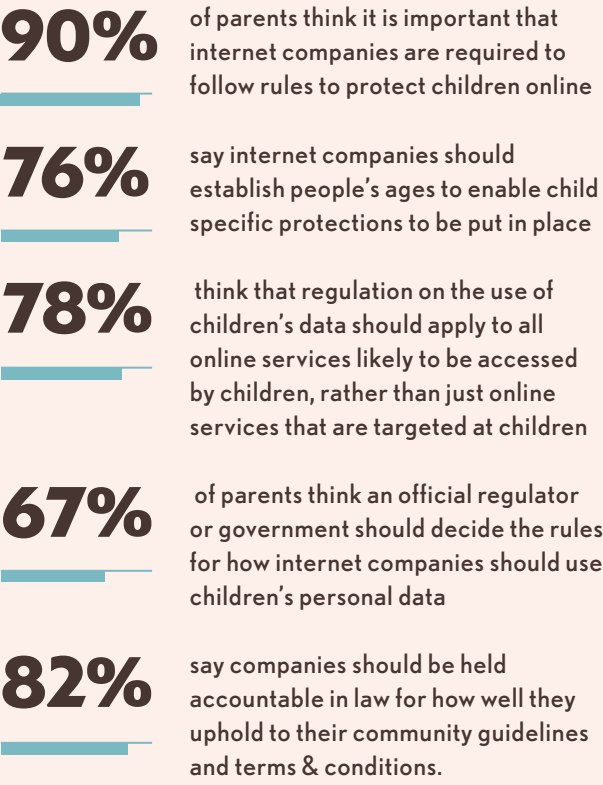 90%
of parents think it is important that
internet companies are required to
follow rules to protect children online
76%
say internet companies should
establish people's ages to enable child
specific protections to be put in place
78%
think that regulation on the use of
children's data should apply to all
online services likely to be accessed
by children, rather than just online
services that are targeted at children
67%
of parents think an official regulator
or government should decide the rules
for how internet companies should use
children's personal data
82%
say companies should be held
accountable in law for how well they
uphold to their community guidelines
and terms & conditions.